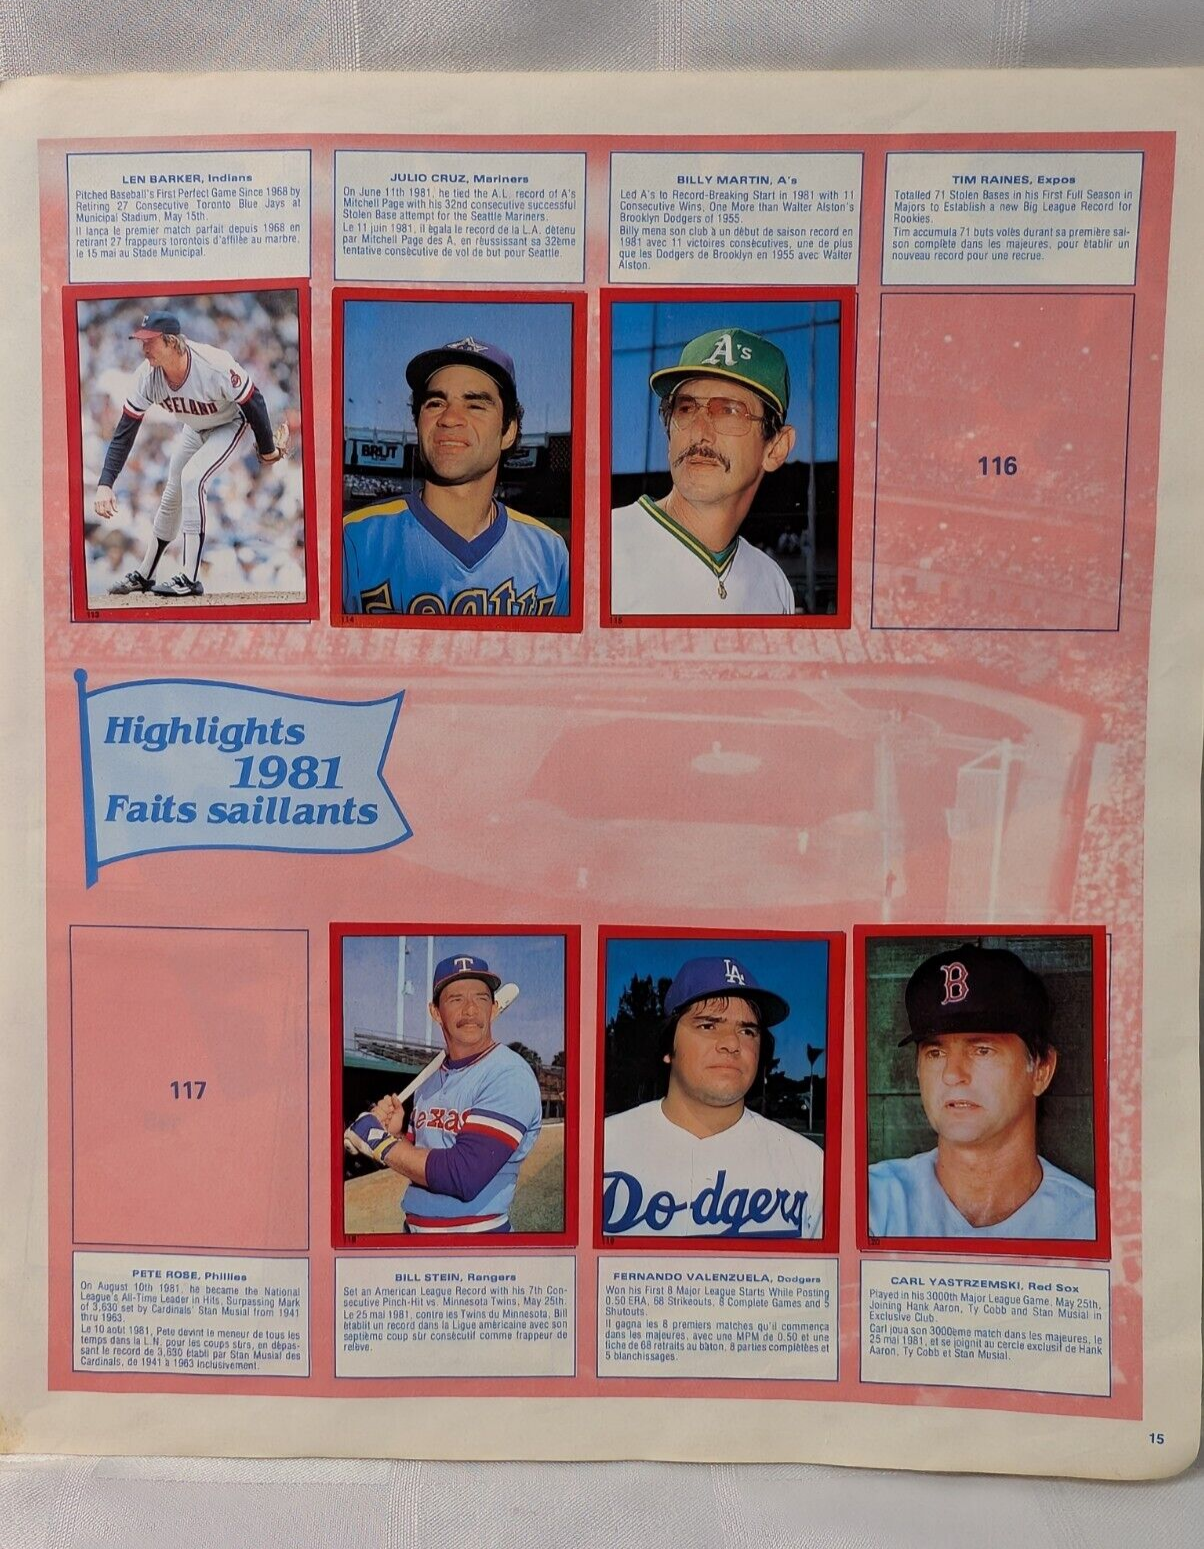 LEN BARKER, Indians
Pitched Baseball's First Perfect Game Since 1968 by
Retiring 27 Consecutive Toronto Blue Jays at
Municipal Stadium, May 15th.
Il lança le premier match parfait depuis 1968 en
retirant 27 frappeurs torontois d'affilée au marbre,
le 15 mai au Stade Municipal.
JULIO CRUZ, Mariners
On June 11th 1981, he tied the A.L. record of A's
Mitchell Page with his 32nd consecutive successful
Stolen Base attempt for the Seattle Mariners.
Le 11 juin 1981, il égala le record de la L.A. détenu
par Mitchell Page des A, en réussissant sa 32ème
tentative consécutive de vol de but pour Seattle.
BILLY MARTIN, A's
Led A's to Record-Breaking Start in 1981 with 11
Consecutive Wins, One More than Walter Alston's
Brooklyn Dodgers of 1955.
Billy mena son club à un début de saison record en
1981 avec 11 victoires consécutives, une de plus
que les Dodgers de Brooklyn en 1955 avec Walter
Alston.
TIM RAINES, Expos
Totalled 71 Stolen Bases in his First Full Season in
Majors to Establish a new Big League Record for
Rookies.
Tim accumula 71 buts volés durant sa première sai-
son complète dans les majeures, pour établir un
nouveau record pour une recrue.
C
ELAND
113
BRUT
Seatt
114
A's
115
116
Highlights
1981
Faits saillants
117
T
exas
118
LA
Dodgers
119
B
120
PETE ROSE, Phillies
On August 10th 1981, he became the National
League's All-Time Leader in Hits, Surpassing Mark
of 3,630 set by Cardinals' Stan Musial from 1941
thru 1963.
Le 10 août 1981, Pete devint le meneur de tous les
temps dans la L.N. pour les coups sûrs, en dépas-
sant le record de 3,630 établi par Stan Musial des
Cardinals, de 1941 à 1963 inclusivement.
BILL STEIN, Rangers
Set an American League Record with his 7th Con-
secutive Pinch-Hit vs. Minnesota Twins, May 25th.
Le 25 mai 1981, contre les Twins du Minnesota, Bill
établit un record dans la Ligue américaine avec son
septième coup sûr consécutif comme frappeur de
relève.
FERNANDO VALENZUELA, Dodgers
Won his First 8 Major League Starts While Posting
0.50 ERA, 68 Strikeouts, 8 Complete Games and 5
Shutouts.
Il gagna les 8 premiers matches qu'il commença
dans les majeures, avec une MPM de 0.50 et une
fiche de 68 retraits au bâton, 8 parties complétées et
5 blanchissages.
CARL YASTRZEMSKI, Red Sox
Played in his 3000th Major League Game, May 25th,
Joining Hank Aaron, Ty Cobb and Stan Musial in
Exclusive Club.
Carl joua son 3000ème match dans les majeures, le
25 mai 1981, et se joignit au cercle exclusif de Hank
Aaron, Ty Cobb et Stan Musial.
15